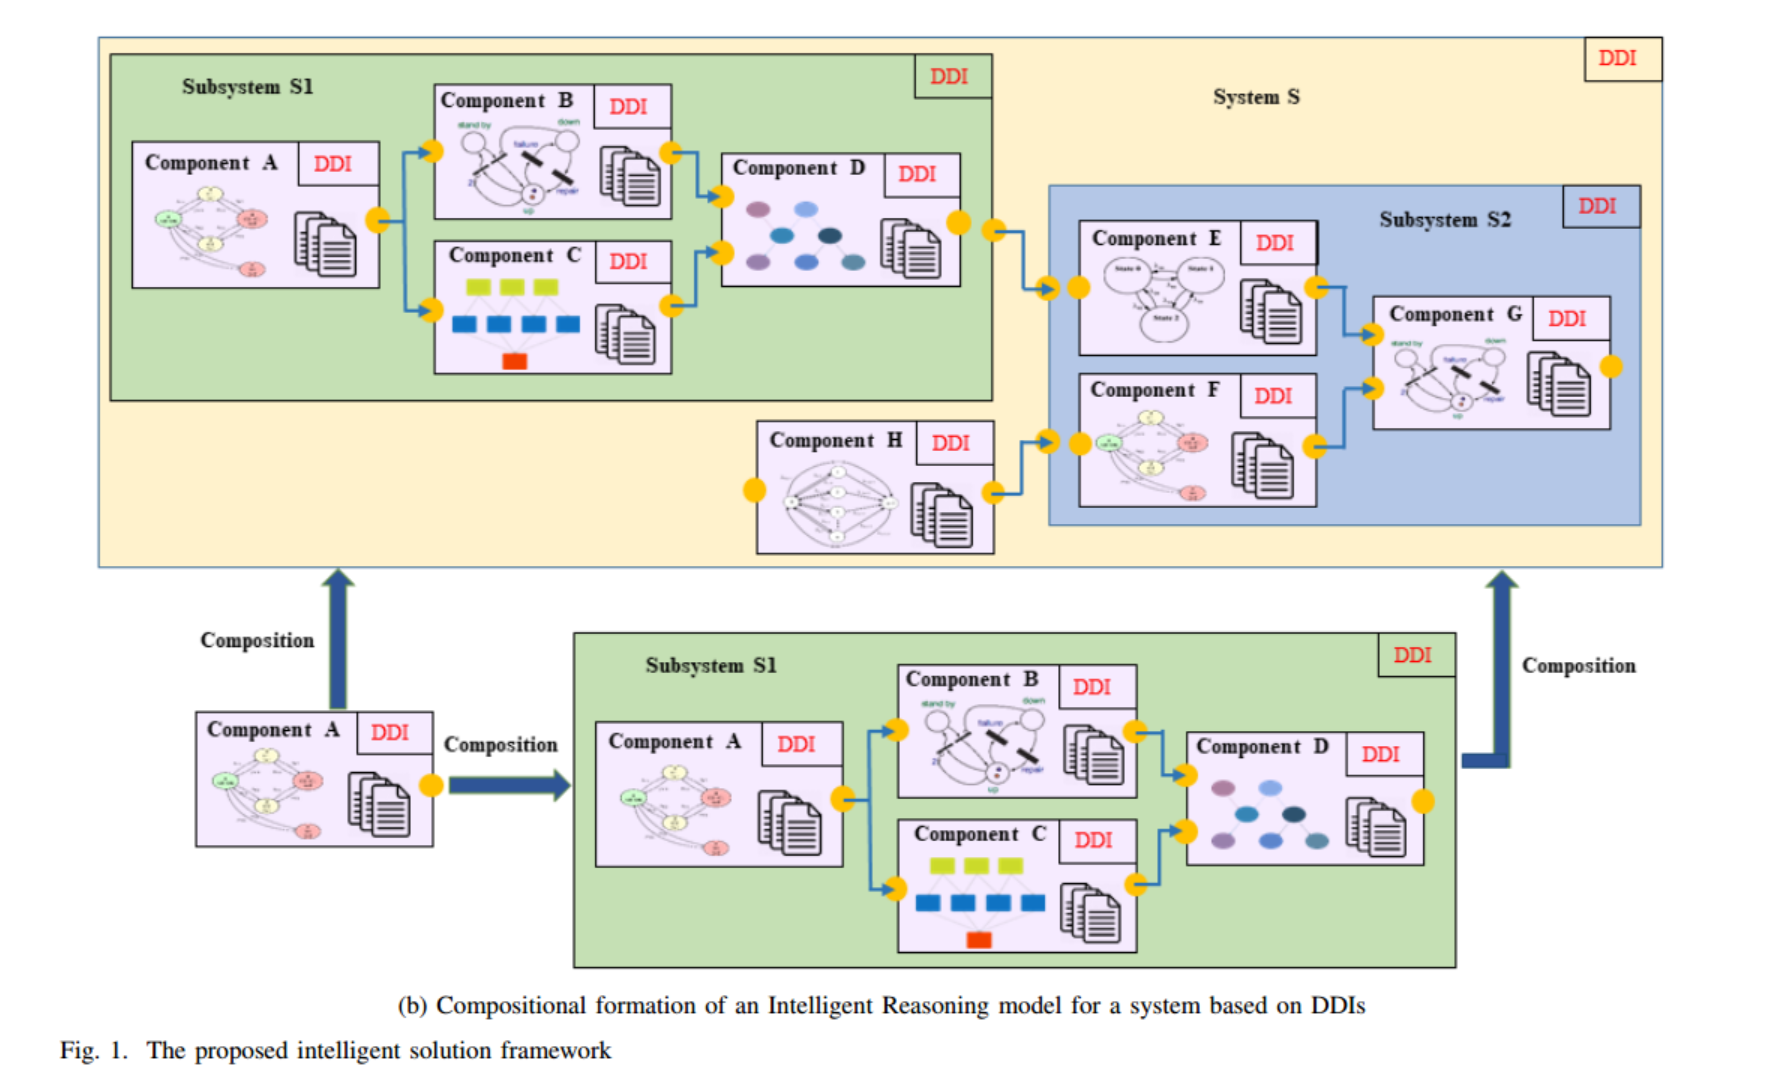 DDI
System S
Subsystem S1
DDI
Component A
DDI
Component B
DDI
stand by
down
failure
repair
up
Component C
DDI
Component D
DDI
Subsystem S2
DDI
Component E
DDI
State 0
State 1
State 2
Component F
DDI
Component G
DDI
stand by
down
failure
repair
up
Component H
DDI
Composition
Composition
Component A
DDI
Composition
Subsystem S1
DDI
Component A
DDI
Component B
DDI
stand by
down
failure
repair
up
Component C
DDI
Component D
DDI
(b) Compositional formation of an Intelligent Reasoning model for a system based on DDIs
Fig. 1. The proposed intelligent solution framework